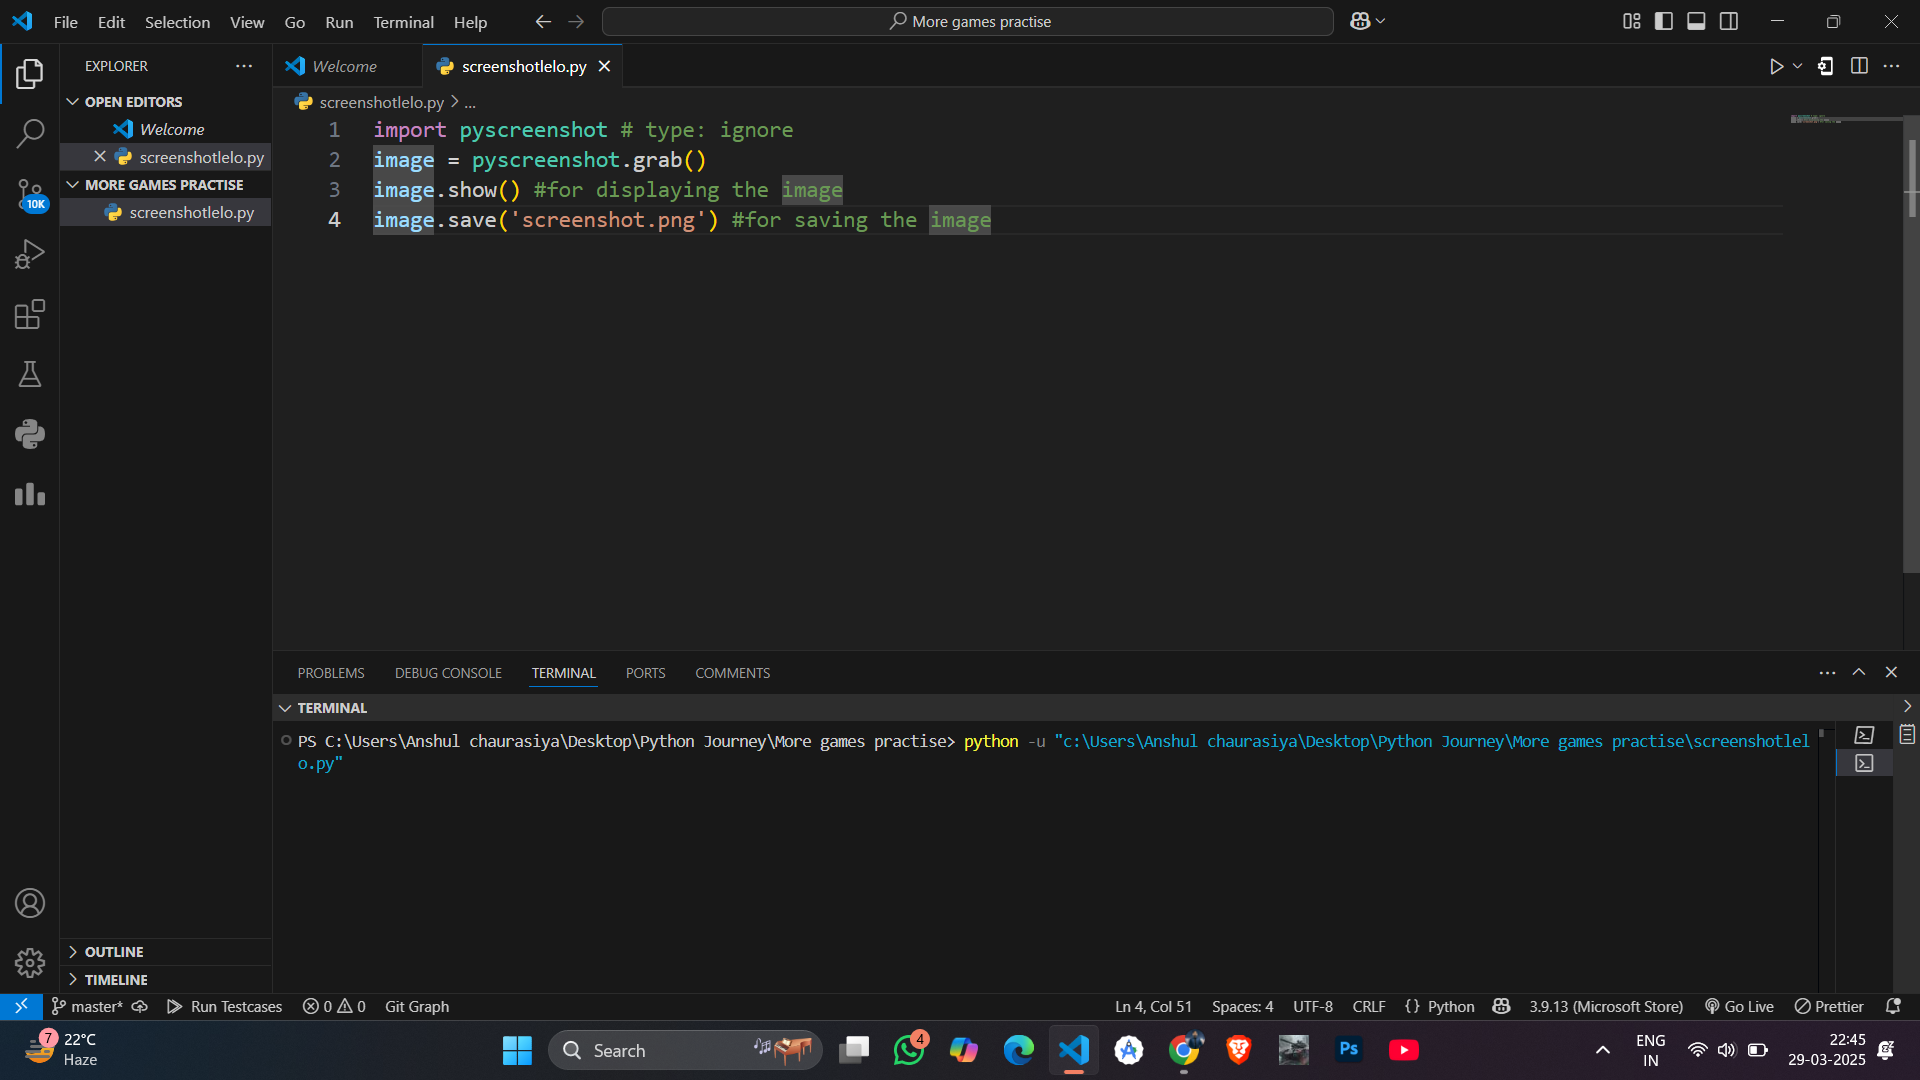 File Edit Selection View Go Run Terminal Help
More games practise
EXPLORER
OPEN EDITORS
Welcome
screenshotlelo.py
MORE GAMES PRACTISE
screenshotlelo.py
10K
OUTLINE
TIMELINE
Welcome
screenshotlelo.py
screenshotlelo.py > ...
1 import pyscreenshot # type: ignore
2 image = pyscreenshot.grab()
3 image.show() #for displaying the image
4 image.save('screenshot.png') #for saving the image
PROBLEMS DEBUG CONSOLE TERMINAL PORTS COMMENTS
TERMINAL
PS C:\Users\Anshul chaurasiya\Desktop\Python Journey\More games practise> python -u "c:\Users\Anshul chaurasiya\Desktop\Python Journey\More games practise\screenshotlel
o.py"
master* Run Testcases 0 0 Git Graph Ln 4, Col 51 Spaces: 4 UTF-8 CRLF {} Python 3.9.13 (Microsoft Store) Go Live Prettier
7 22°C
Haze
Search
4
Ps
ENG
IN
22:45
29-03-2025